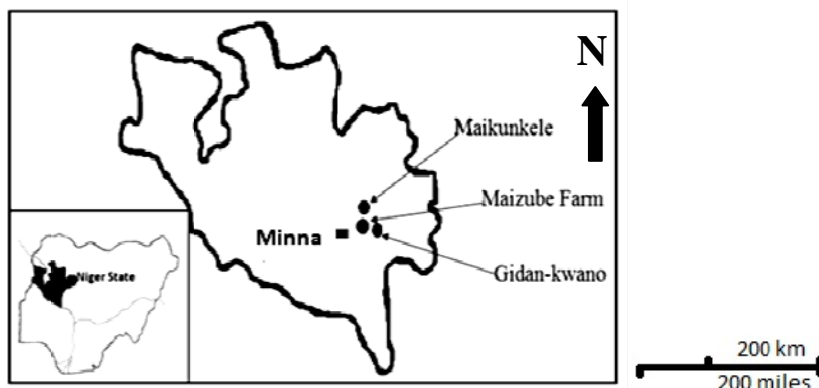 N
Maikunkele
Maizube Farm
Minna
Gidan-kwano
Niger State
200 km
200 miles